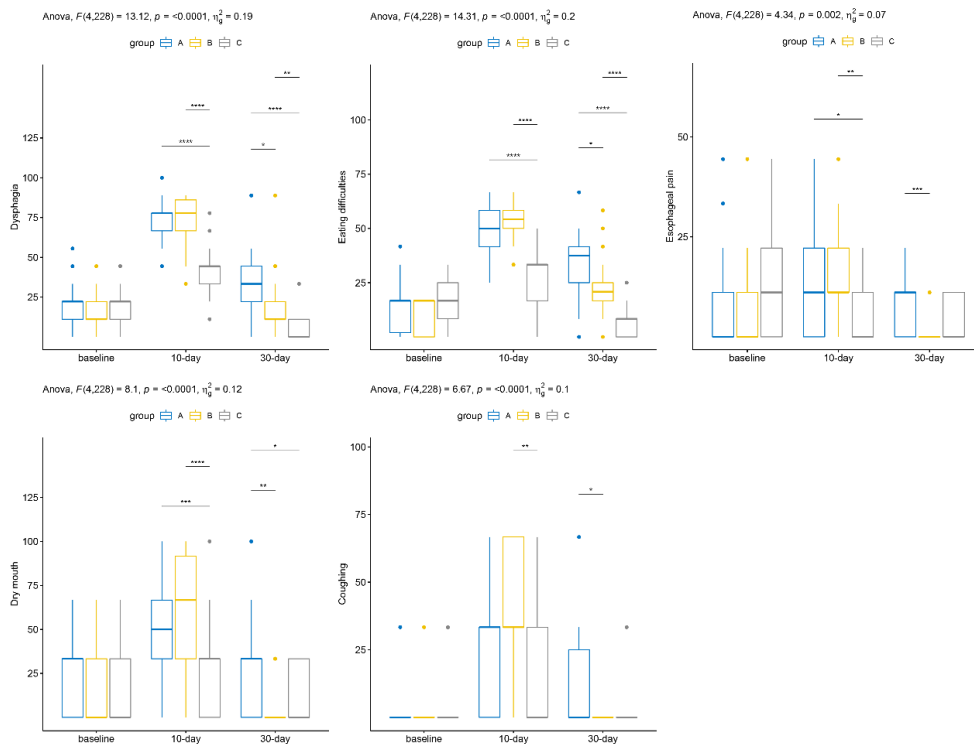 Anova, F(4,228) = 13.12, p = <0.0001, η²g = 0.19
group A B C
Dysphagia
125
100
75
50
25
**
****
****
****
*
baseline 10-day 30-day
Anova, F(4,228) = 14.31, p = <0.0001, η²g = 0.2
group A B C
Eating difficulties
100
75
50
25
****
****
****
****
*
baseline 10-day 30-day
Anova, F(4,228) = 4.34, p = 0.002, η²g = 0.07
group A B C
Esophageal pain
50
25
**
*
***
baseline 10-day 30-day
Anova, F(4,228) = 8.1, p = <0.0001, η²g = 0.12
group A B C
Dry mouth
125
100
75
50
25
*
****
**
***
baseline 10-day 30-day
Anova, F(4,228) = 6.67, p = <0.0001, η²g = 0.1
group A B C
Coughing
100
75
50
25
**
*
baseline 10-day 30-day